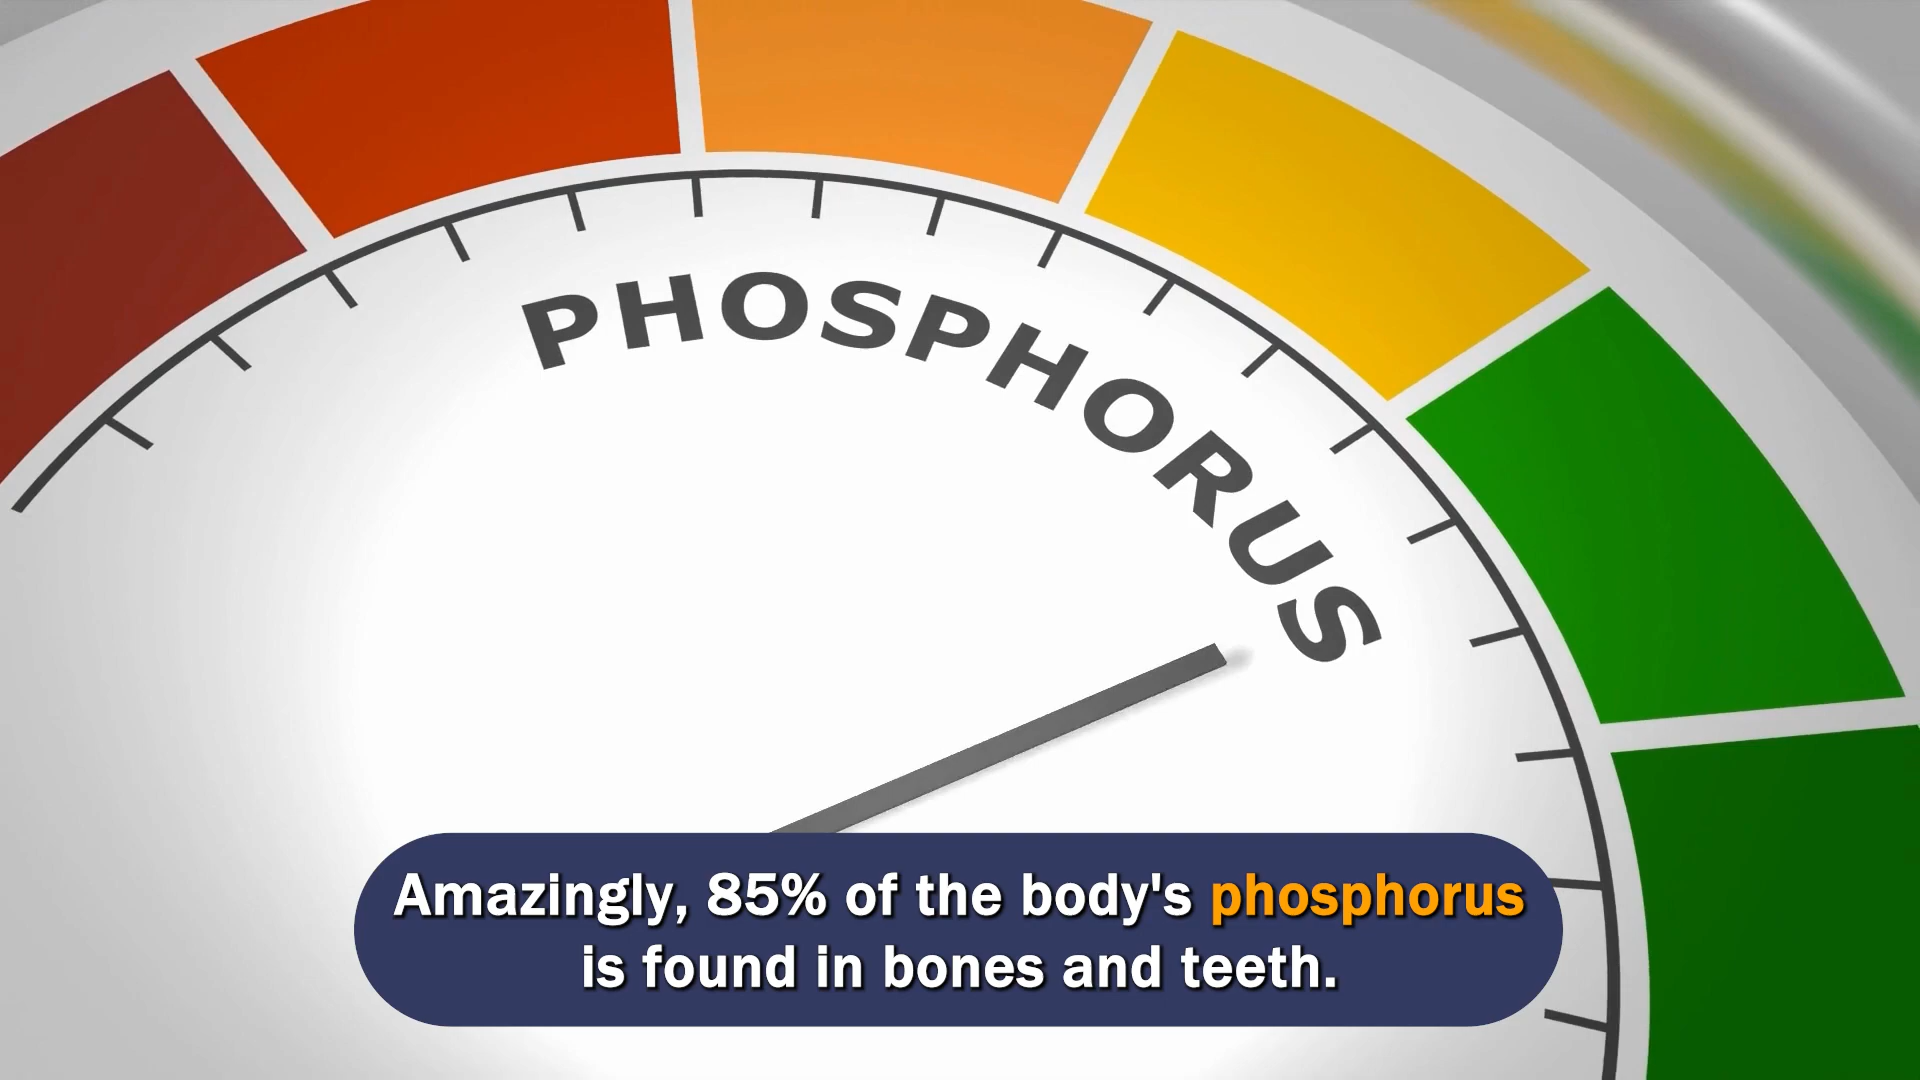 PHOSPHORUS
Amazingly, 85% of the body's phosphorus
is found in bones and teeth.